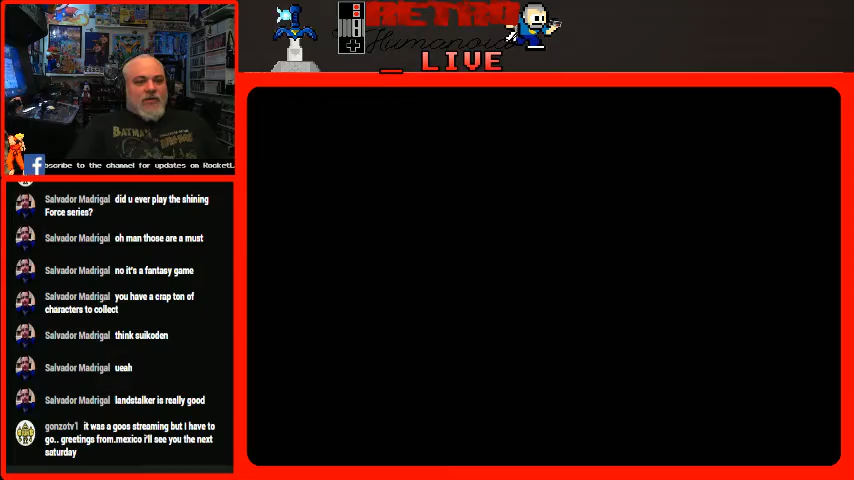 RETRO
Humanoid
_ LIVE
BATMAN
bscribe to the channel for updates on RocketL
Salvador Madrigal did u ever play the shining
Force series?
Salvador Madrigal oh man those are a must
Salvador Madrigal no it's a fantasy game
Salvador Madrigal you have a crap ton of
characters to collect
Salvador Madrigal think suikoden
Salvador Madrigal ueah
Salvador Madrigal landstalker is really good
gonzotv1 it was a goos streaming but I have to
go.. greetings from.mexico i'll see you the next
saturday